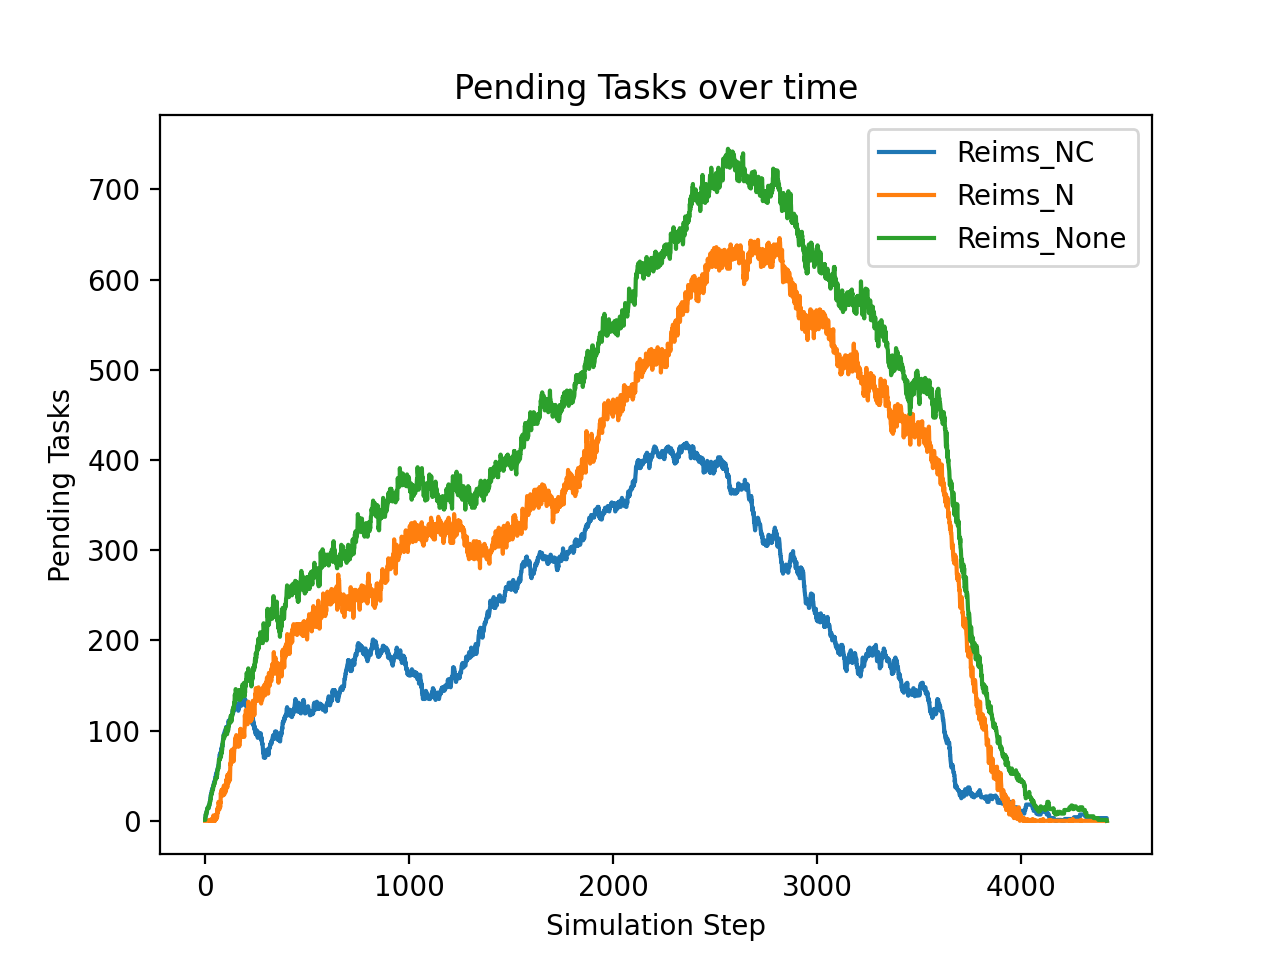 Pending Tasks over time
Reims_NC
Reims_N
Reims_None
700
600
500
400
300
200
100
0
Pending Tasks
0 1000 2000 3000 4000
Simulation Step